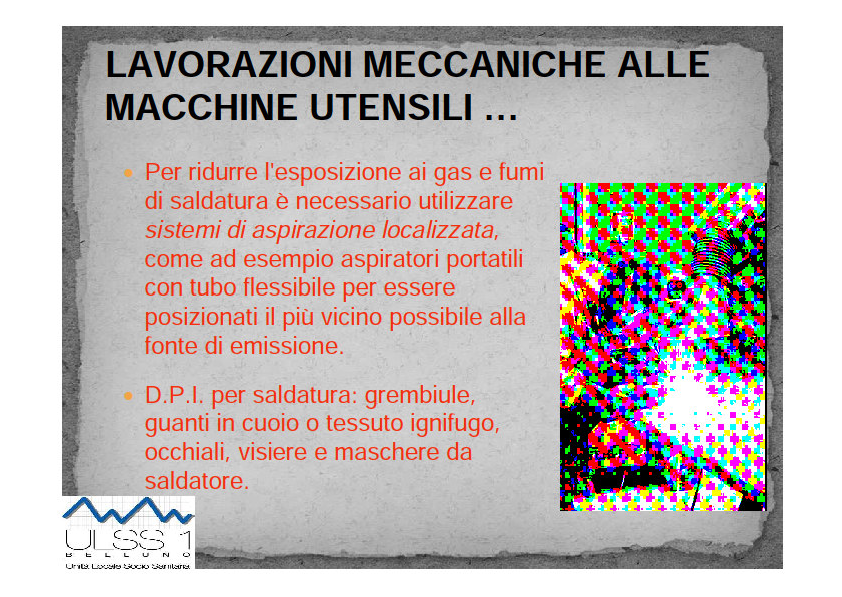 LAVORAZIONI MECCANICHE ALLE
MACCHINE UTENSILI ...
• Per ridurre l'esposizione ai gas e fumi
di saldatura è necessario utilizzare
sistemi di aspirazione localizzata,
come ad esempio aspiratori portatili
con tubo flessibile per essere
posizionati il più vicino possibile alla
fonte di emissione.
• D.P.I. per saldatura: grembiule,
guanti in cuoio o tessuto ignifugo,
occhiali, visiere e maschere da
saldatore.
ULSS 1
BELLUNO
Unità Locale Socio Sanitaria